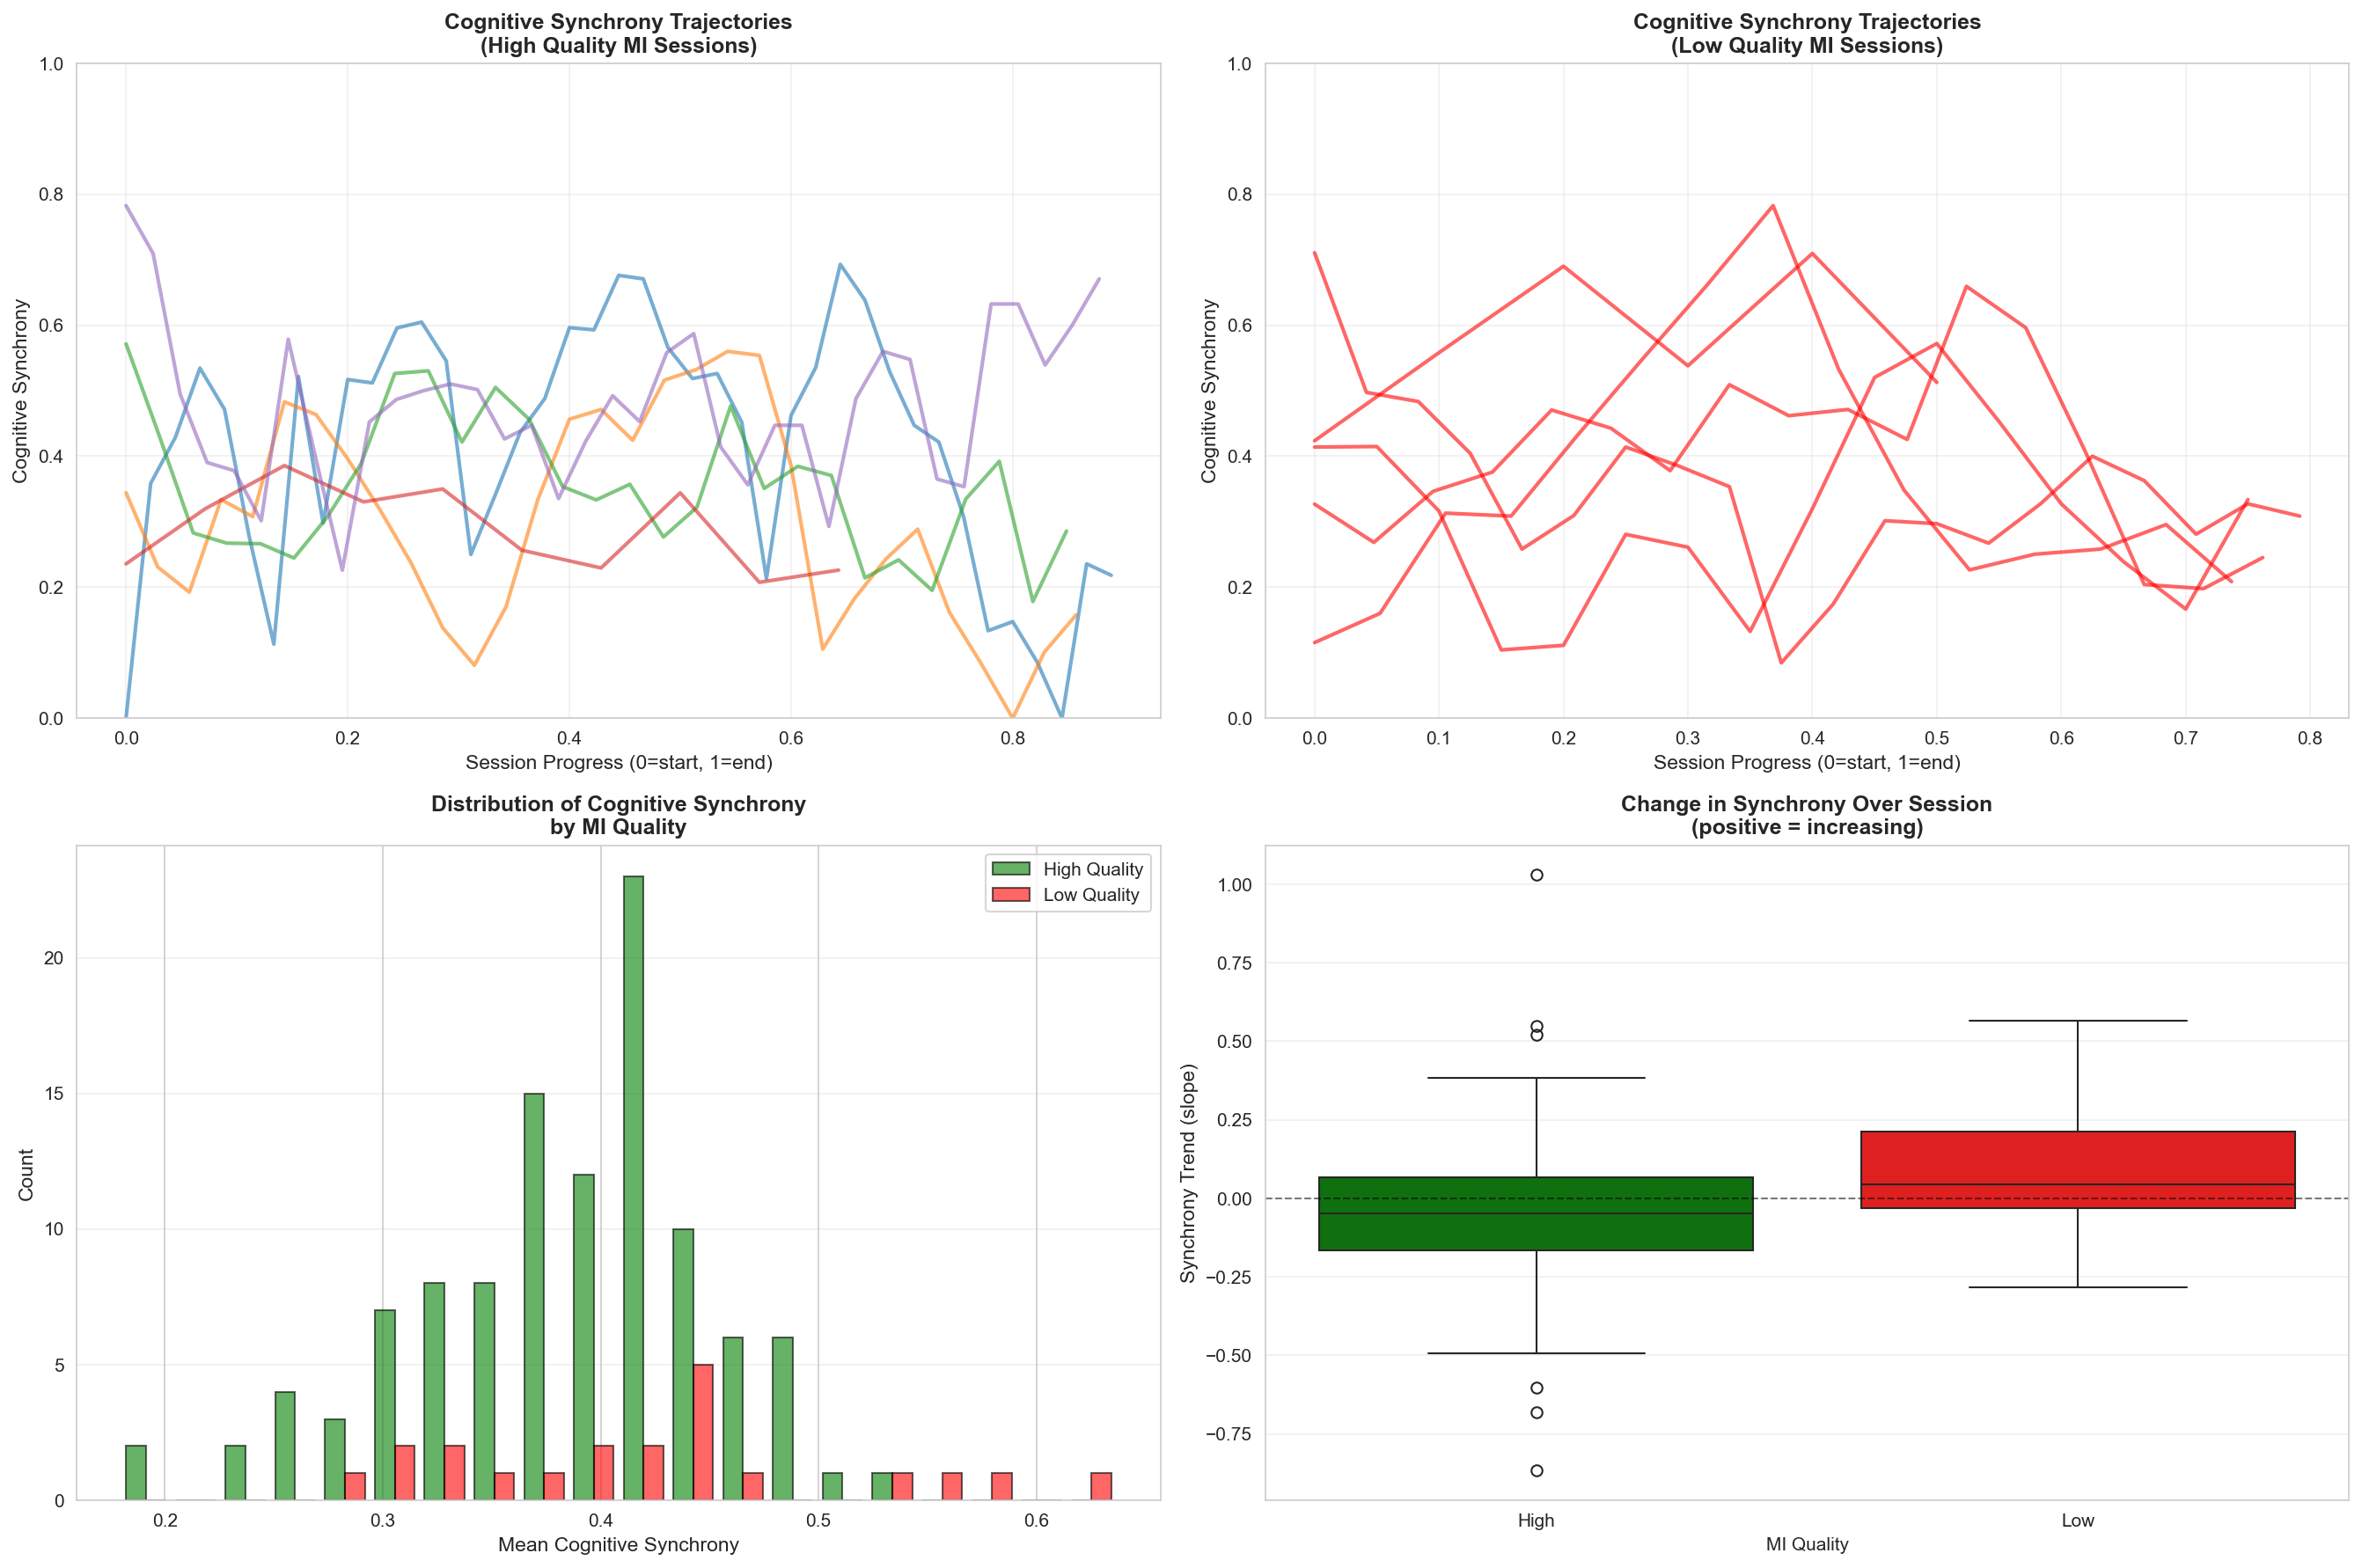 Cognitive Synchrony Trajectories
(High Quality MI Sessions)
1.0
0.8
0.6
0.4
0.2
0.0
Cognitive Synchrony
0.0 0.2 0.4 0.6 0.8
Session Progress (0=start, 1=end)
Cognitive Synchrony Trajectories
(Low Quality MI Sessions)
1.0
0.8
0.6
0.4
0.2
0.0
Cognitive Synchrony
0.0 0.1 0.2 0.3 0.4 0.5 0.6 0.7 0.8
Session Progress (0=start, 1=end)
Distribution of Cognitive Synchrony
by MI Quality
High Quality
Low Quality
20
15
10
5
0
Count
0.2 0.3 0.4 0.5 0.6
Mean Cognitive Synchrony
Change in Synchrony Over Session
(positive = increasing)
1.00
0.75
0.50
0.25
0.00
−0.25
−0.50
−0.75
Synchrony Trend (slope)
High Low
MI Quality